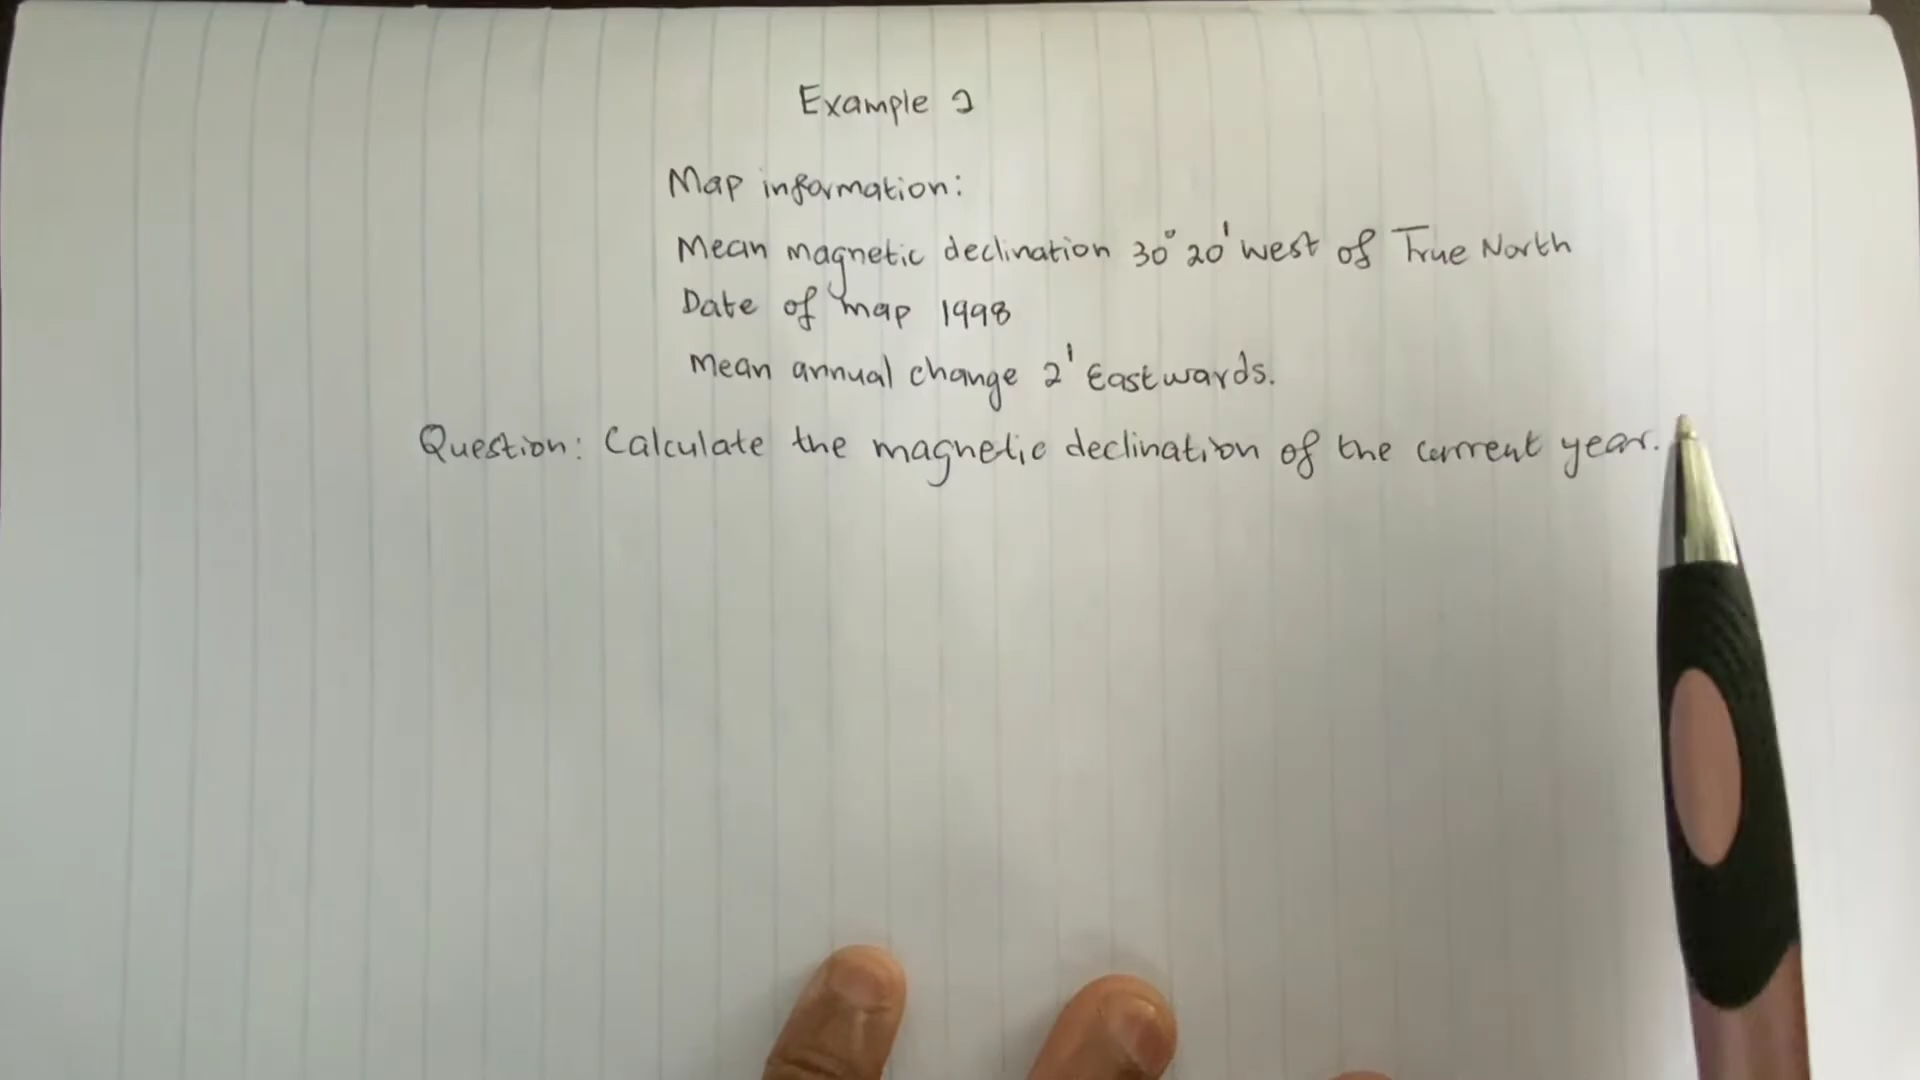 Example 2
Map information:
Mean magnetic declination 30° 20' west of True North
Date of map 1998
Mean annual change 2' Eastwards.
Question: Calculate the magnetic declination of the current year.